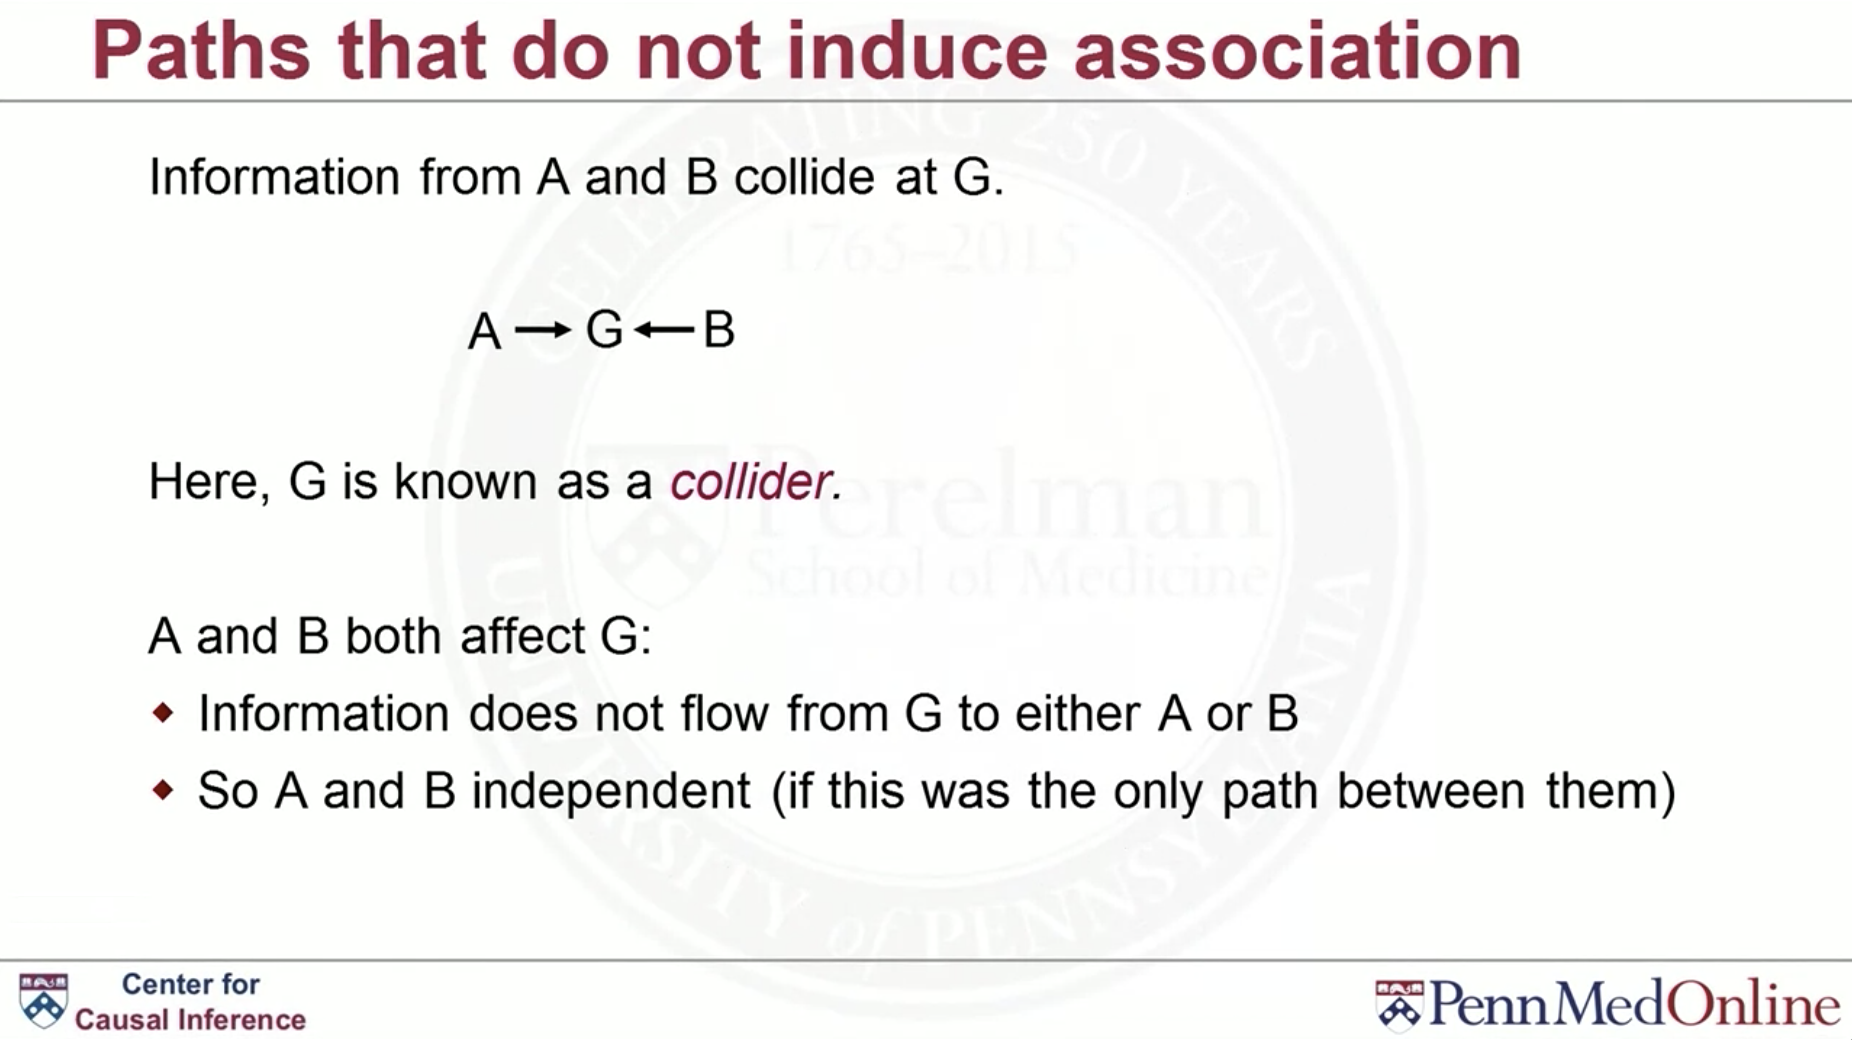 Paths that do not induce association
Information from A and B collide at G.
A → G ← B
Here, G is known as a collider.
A and B both affect G:
◆ Information does not flow from G to either A or B
◆ So A and B independent (if this was the only path between them)
CELEBRATING 250 YEARS
1765–2015
Perelman
School of Medicine
UNIVERSITY of PENNSYLVANIA
Center for
Causal Inference
PennMedOnline